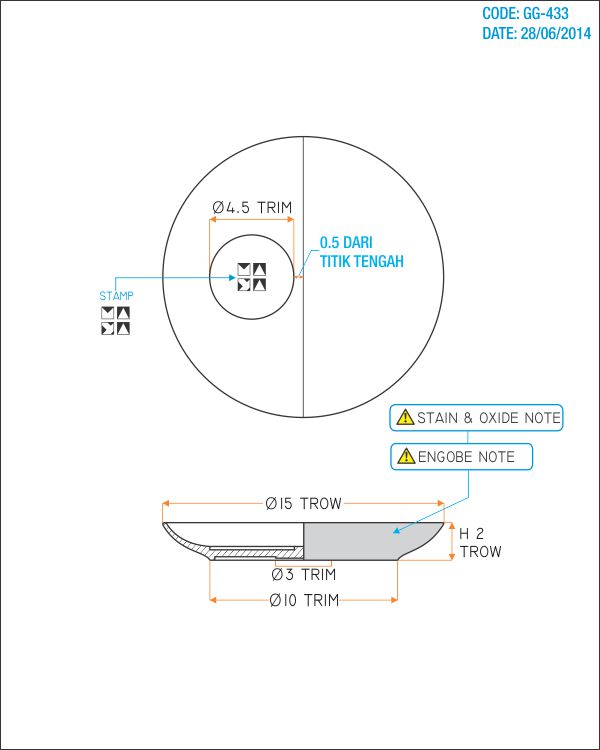 CODE: GG-433
DATE: 28/06/2014
Ø4.5 TRIM
0.5 DARI
TITIK TENGAH
STAMP
STAIN & OXIDE NOTE
ENGOBE NOTE
Ø15 TROW
H 2
TROW
Ø3 TRIM
Ø10 TRIM